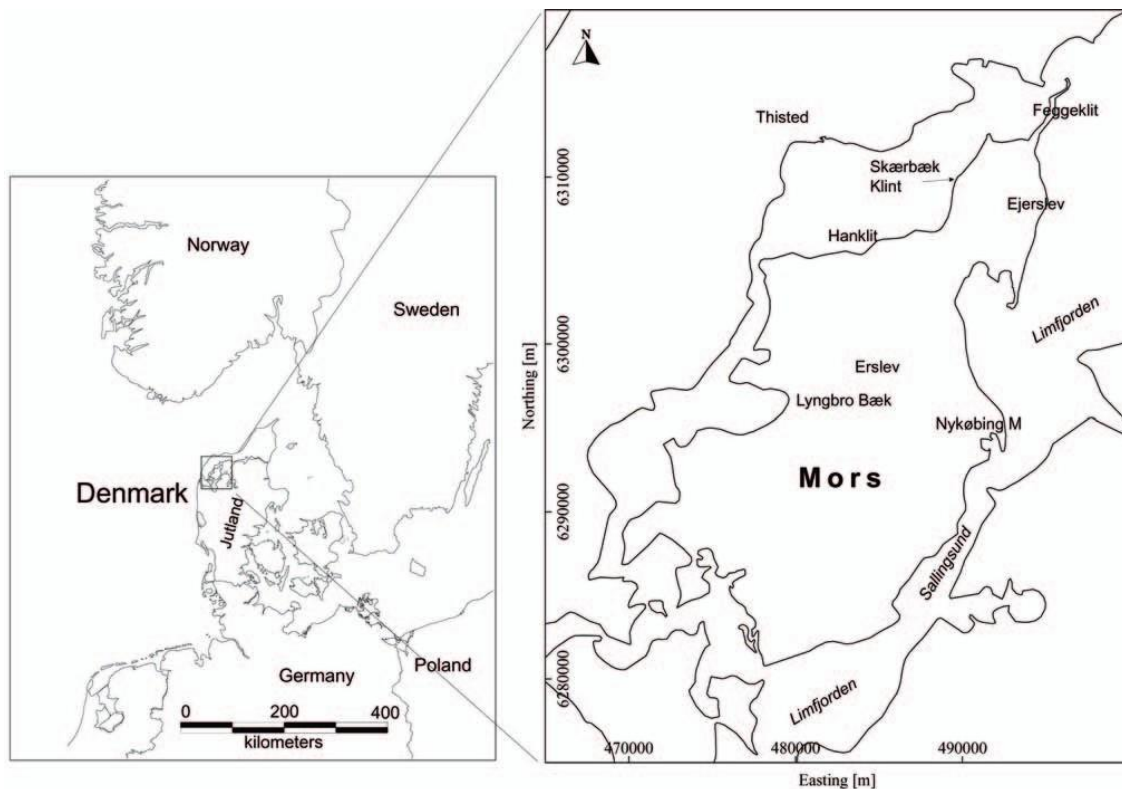 Norway
Sweden
Denmark
Jutland
Germany
Poland
0 200 400
kilometers
N
Thisted
Feggeklit
Skærbæk
Klint
Ejerslev
Hanklit
Limfjorden
Erslev
Lyngbro Bæk
Nykøbing M
Mors
Sallingsund
Limfjorden
6310000
6300000
6290000
6280000
Northing [m]
470000 480000 490000
Easting [m]